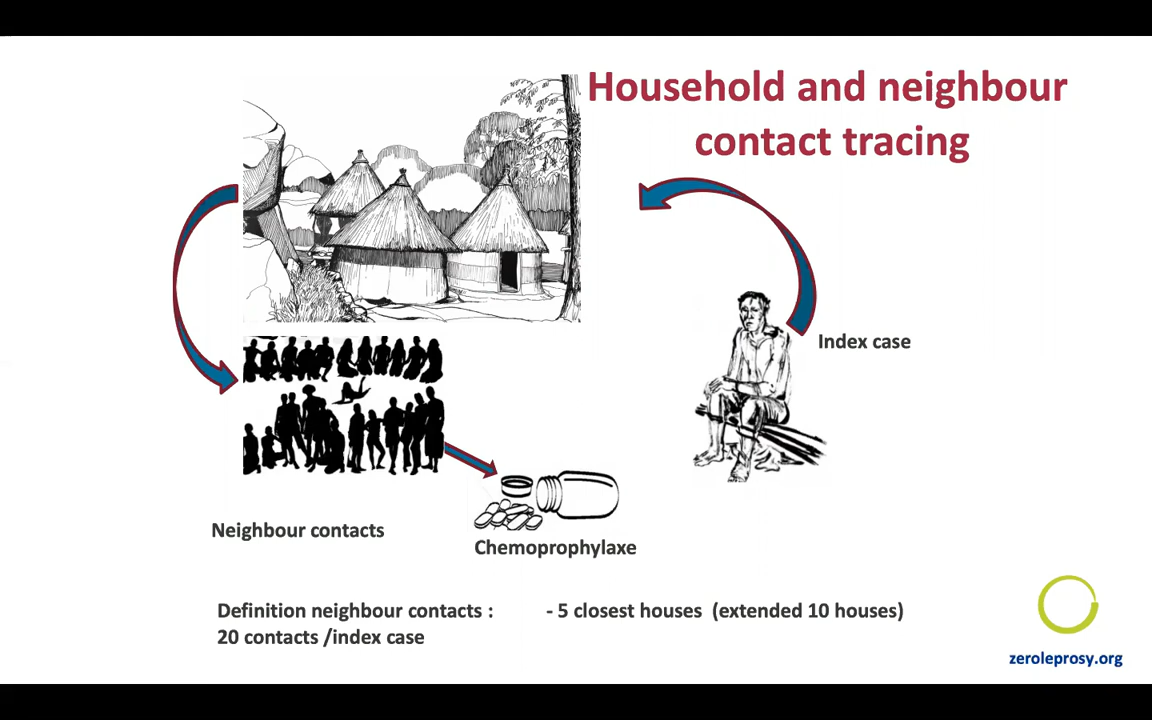 Household and neighbour
contact tracing
Index case
Neighbour contacts
Chemoprophylaxe
Definition neighbour contacts : - 5 closest houses (extended 10 houses)
20 contacts /index case
zeroleprosy.org